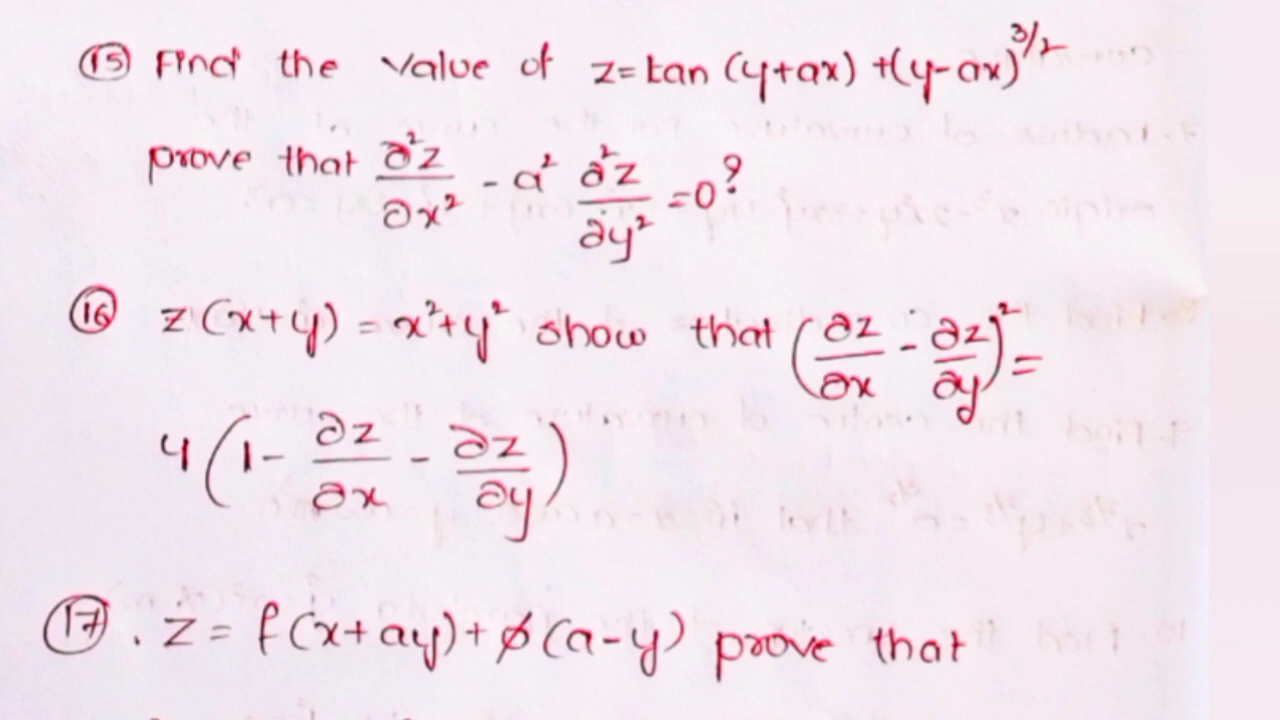 (15) Find the value of z=tan (y+ax) +(y-ax)^3/2
prove that ∂²z/∂x² - a² ∂²z/∂y² =0?
(16) z(x+y) = x²+y² show that (∂z/∂x - ∂z/∂y)² =
4(1- ∂z/∂x - ∂z/∂y)
(17). z= f(x+ay)+ϕ(a-y) prove that